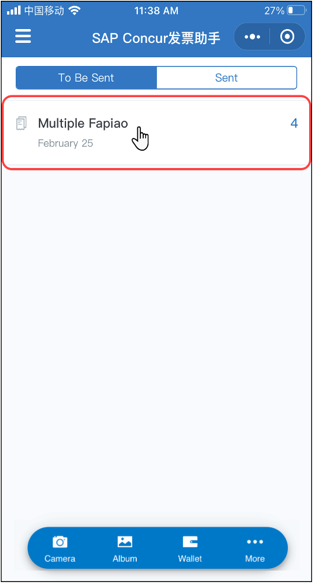 中国移动 11:38 AM 27%
SAP Concur发票助手
To Be Sent Sent
Multiple Fapiao 4
February 25
Camera Album Wallet More